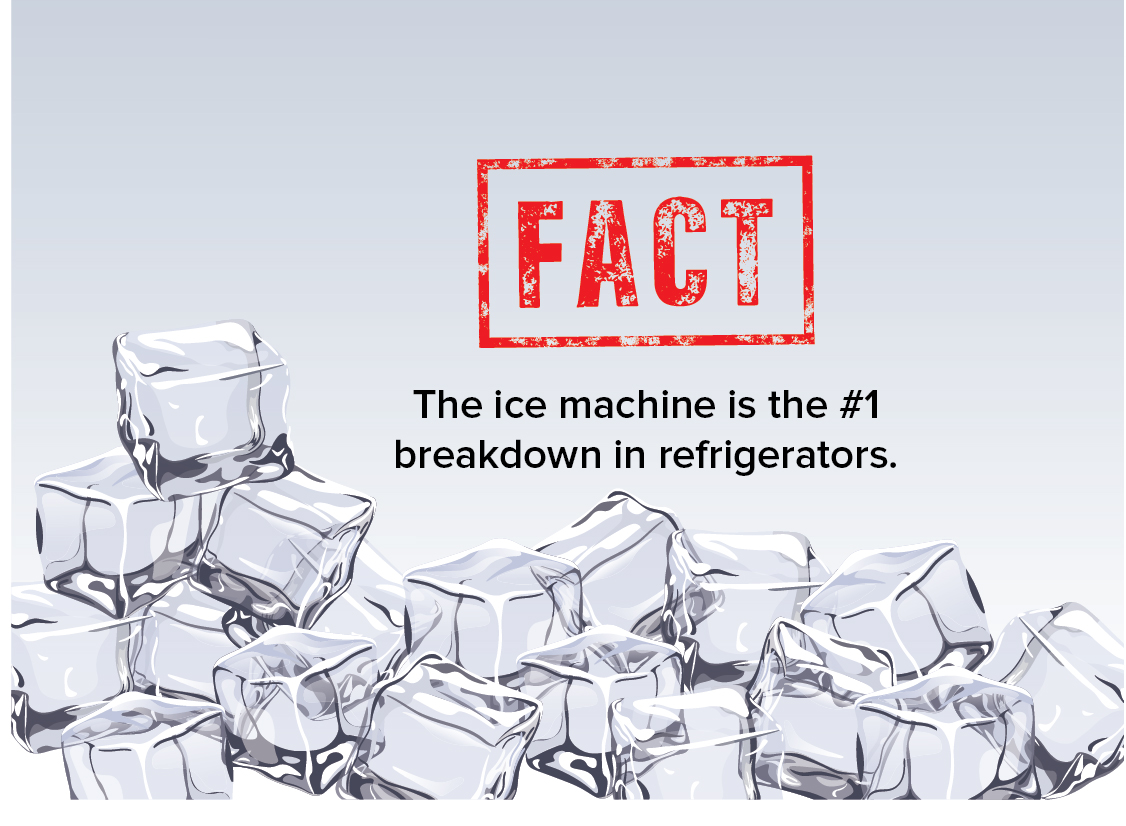 FACT
The ice machine is the #1
breakdown in refrigerators.